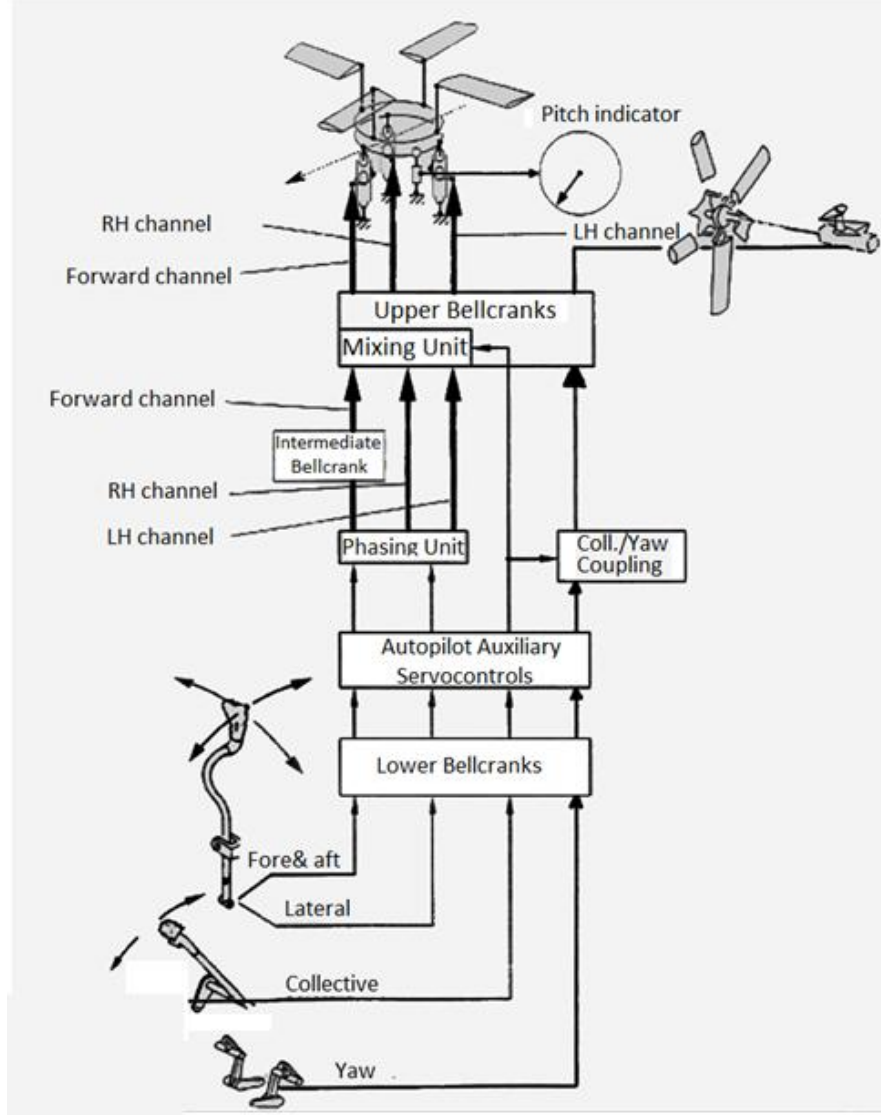 Pitch indicator
RH channel
LH channel
Forward channel
Upper Bellcranks
Mixing Unit
Forward channel
Intermediate
Bellcrank
RH channel
LH channel
Phasing Unit
Coll./Yaw
Coupling
Autopilot Auxiliary
Servocontrols
Lower Bellcranks
Fore& aft
Lateral
Collective
Yaw